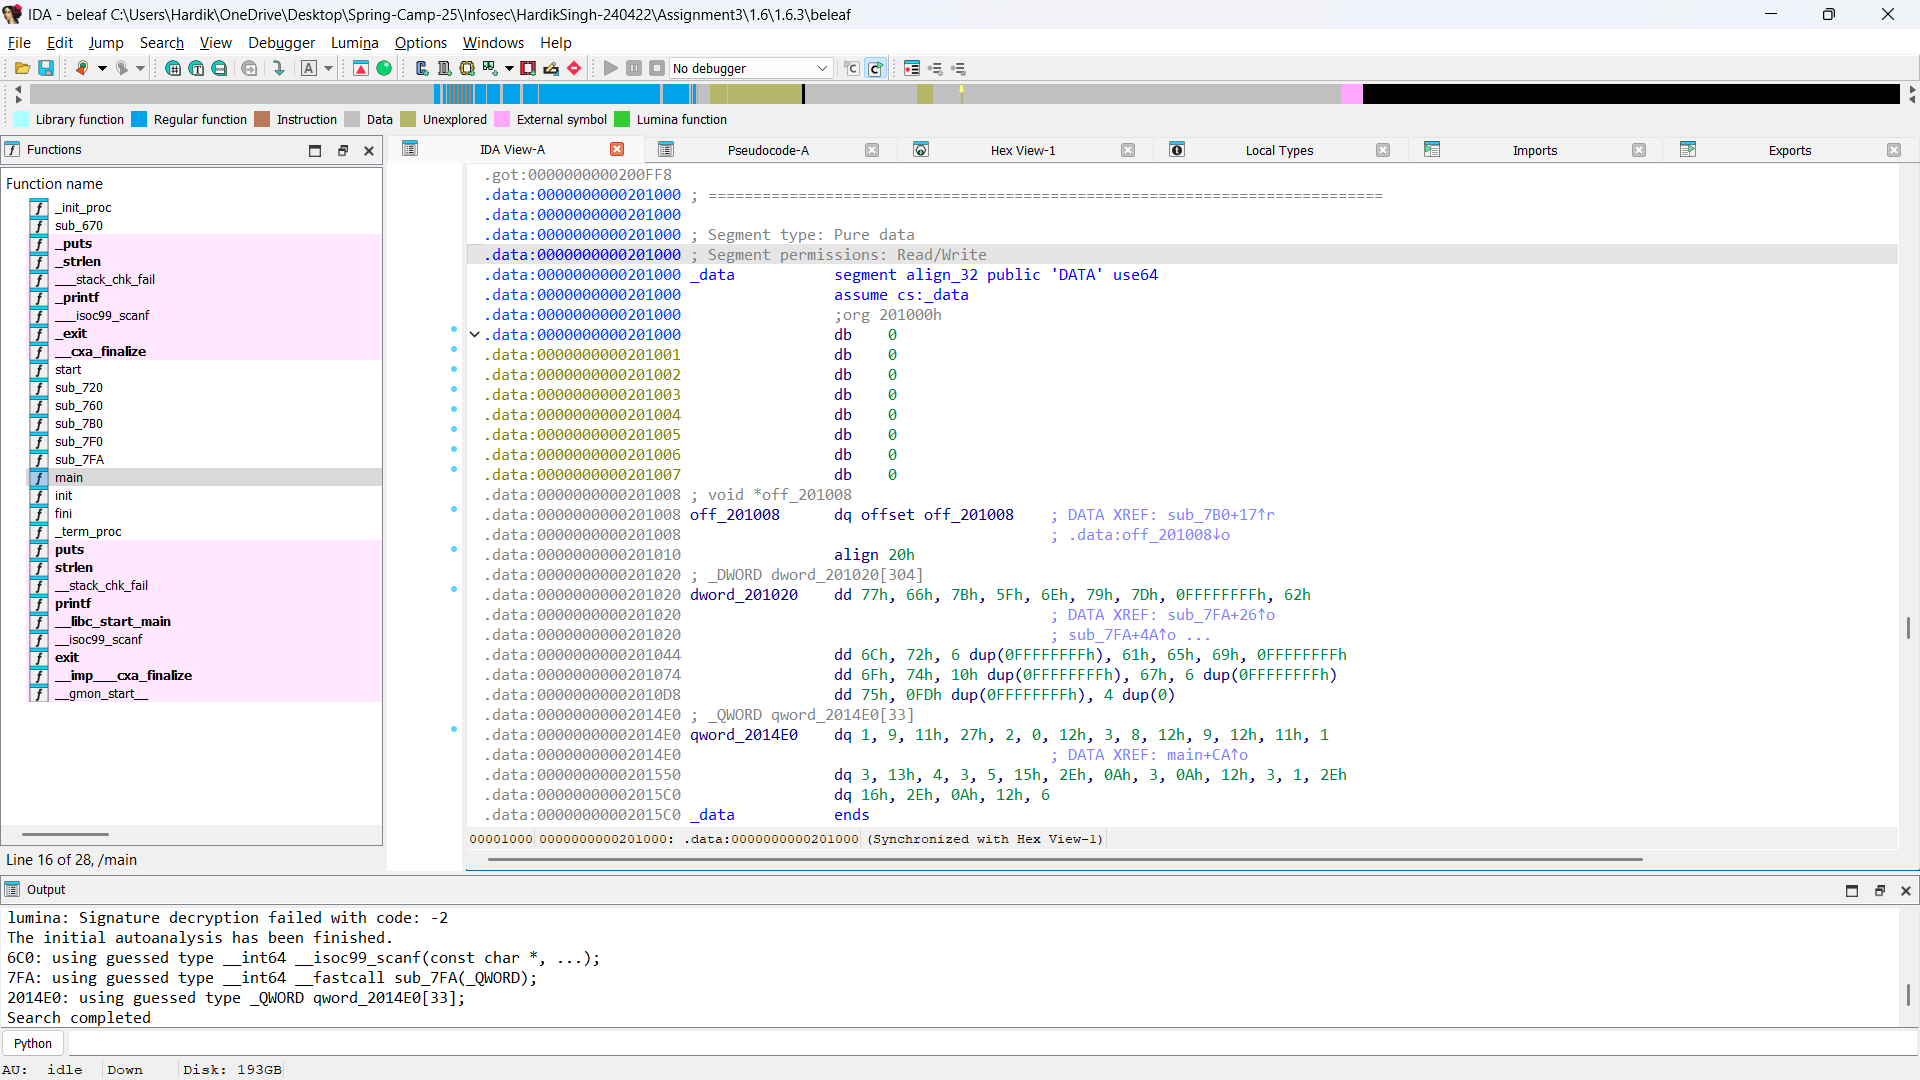 IDA - beleaf C:\Users\Hardik\OneDrive\Desktop\Spring-Camp-25\Infosec\HardikSingh-240422\Assignment3\1.6\1.6.3\beleaf
File Edit Jump Search View Debugger Lumina Options Windows Help
No debugger
Library function Regular function Instruction Data Unexplored External symbol Lumina function
Functions
IDA View-A Pseudocode-A Hex View-1 Local Types Imports Exports
Function name
_init_proc
sub_670
_puts
_strlen
___stack_chk_fail
_printf
___isoc99_scanf
_exit
__cxa_finalize
start
sub_720
sub_760
sub_7B0
sub_7F0
sub_7FA
main
init
fini
_term_proc
puts
strlen
__stack_chk_fail
printf
__libc_start_main
__isoc99_scanf
exit
__imp___cxa_finalize
__gmon_start__
Line 16 of 28, /main
.got:0000000000200FF8
.data:0000000000201000 ; ===========================================================================
.data:0000000000201000
.data:0000000000201000 ; Segment type: Pure data
.data:0000000000201000 ; Segment permissions: Read/Write
.data:0000000000201000 _data segment align_32 public 'DATA' use64
.data:0000000000201000 assume cs:_data
.data:0000000000201000 ;org 201000h
.data:0000000000201000 db 0
.data:0000000000201001 db 0
.data:0000000000201002 db 0
.data:0000000000201003 db 0
.data:0000000000201004 db 0
.data:0000000000201005 db 0
.data:0000000000201006 db 0
.data:0000000000201007 db 0
.data:0000000000201008 ; void *off_201008
.data:0000000000201008 off_201008 dq offset off_201008 ; DATA XREF: sub_7B0+17↑r
.data:0000000000201008 ; .data:off_201008↓o
.data:0000000000201010 align 20h
.data:0000000000201020 ; _DWORD dword_201020[304]
.data:0000000000201020 dword_201020 dd 77h, 66h, 7Bh, 5Fh, 6Eh, 79h, 7Dh, 0FFFFFFFFh, 62h
.data:0000000000201020 ; DATA XREF: sub_7FA+26↑o
.data:0000000000201020 ; sub_7FA+4A↑o ...
.data:0000000000201044 dd 6Ch, 72h, 6 dup(0FFFFFFFFh), 61h, 65h, 69h, 0FFFFFFFFh
.data:0000000000201074 dd 6Fh, 74h, 10h dup(0FFFFFFFFh), 67h, 6 dup(0FFFFFFFFh)
.data:00000000002010D8 dd 75h, 0FDh dup(0FFFFFFFFh), 4 dup(0)
.data:00000000002014E0 ; _QWORD qword_2014E0[33]
.data:00000000002014E0 qword_2014E0 dq 1, 9, 11h, 27h, 2, 0, 12h, 3, 8, 12h, 9, 12h, 11h, 1
.data:00000000002014E0 ; DATA XREF: main+CA↑o
.data:0000000000201550 dq 3, 13h, 4, 3, 5, 15h, 2Eh, 0Ah, 3, 0Ah, 12h, 3, 1, 2Eh
.data:00000000002015C0 dq 16h, 2Eh, 0Ah, 12h, 6
.data:00000000002015C0 _data ends
00001000 0000000000201000: .data:0000000000201000 (Synchronized with Hex View-1)
Output
lumina: Signature decryption failed with code: -2
The initial autoanalysis has been finished.
6C0: using guessed type __int64 __isoc99_scanf(const char *, ...);
7FA: using guessed type __int64 __fastcall sub_7FA(_QWORD);
2014E0: using guessed type _QWORD qword_2014E0[33];
Search completed
Python
AU: idle Down Disk: 193GB